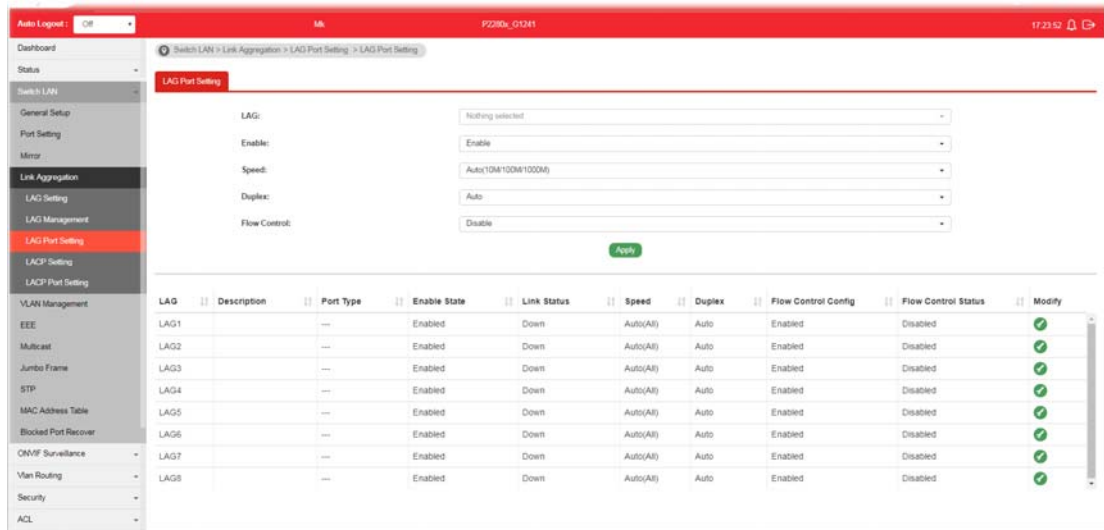 Auto Logout : Off P2280x_G1241 17:23:52
Dashboard
Status
Switch LAN
General Setup
Port Setting
Mirror
Link Aggregation
LAG Setting
LAG Management
LAG Port Setting
LACP Setting
LACP Port Setting
VLAN Management
EEE
Multicast
Jumbo Frame
STP
MAC Address Table
Blocked Port Recover
ONVIF Surveillance
Vlan Routing
Security
ACL
Switch LAN > Link Aggregation > LAG Port Setting > LAG Port Setting
LAG Port Setting
LAG: Nothing selected
Enable: Enable
Speed: Auto(10M/100M/1000M)
Duplex: Auto
Flow Control: Disable
Apply
LAG Description Port Type Enable State Link Status Speed Duplex Flow Control Config Flow Control Status Modify
LAG1 --- Enabled Down Auto(All) Auto Enabled Disabled
LAG2 --- Enabled Down Auto(All) Auto Enabled Disabled
LAG3 --- Enabled Down Auto(All) Auto Enabled Disabled
LAG4 --- Enabled Down Auto(All) Auto Enabled Disabled
LAG5 --- Enabled Down Auto(All) Auto Enabled Disabled
LAG6 --- Enabled Down Auto(All) Auto Enabled Disabled
LAG7 --- Enabled Down Auto(All) Auto Enabled Disabled
LAG8 --- Enabled Down Auto(All) Auto Enabled Disabled